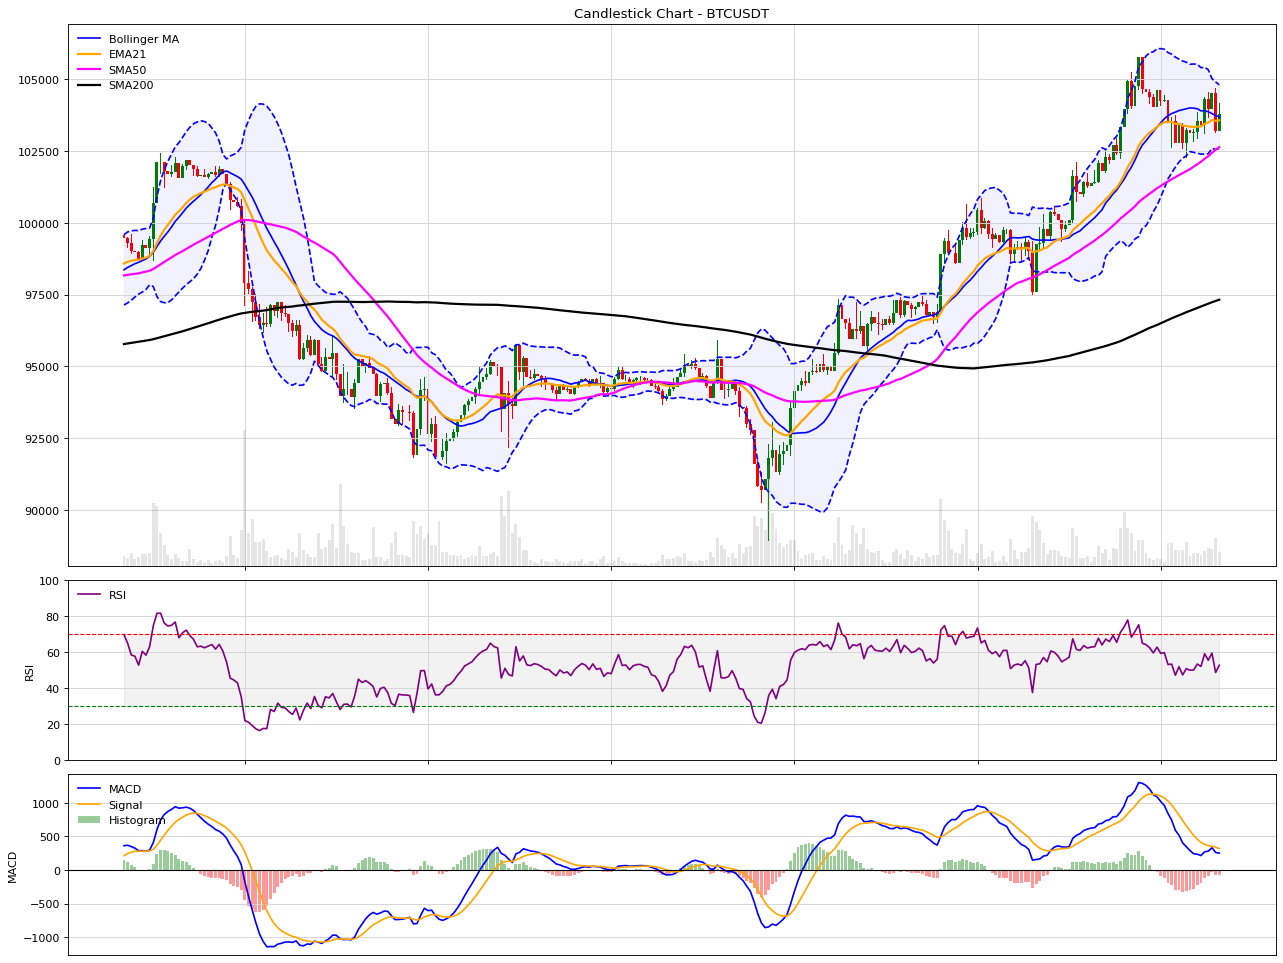 Candlestick Chart - BTCUSDT
Bollinger MA
EMA21
SMA50
SMA200
105000
102500
100000
97500
95000
92500
90000
RSI
100
80
60
40
20
0
RSI
MACD
Signal
Histogram
1000
500
0
−500
−1000
MACD